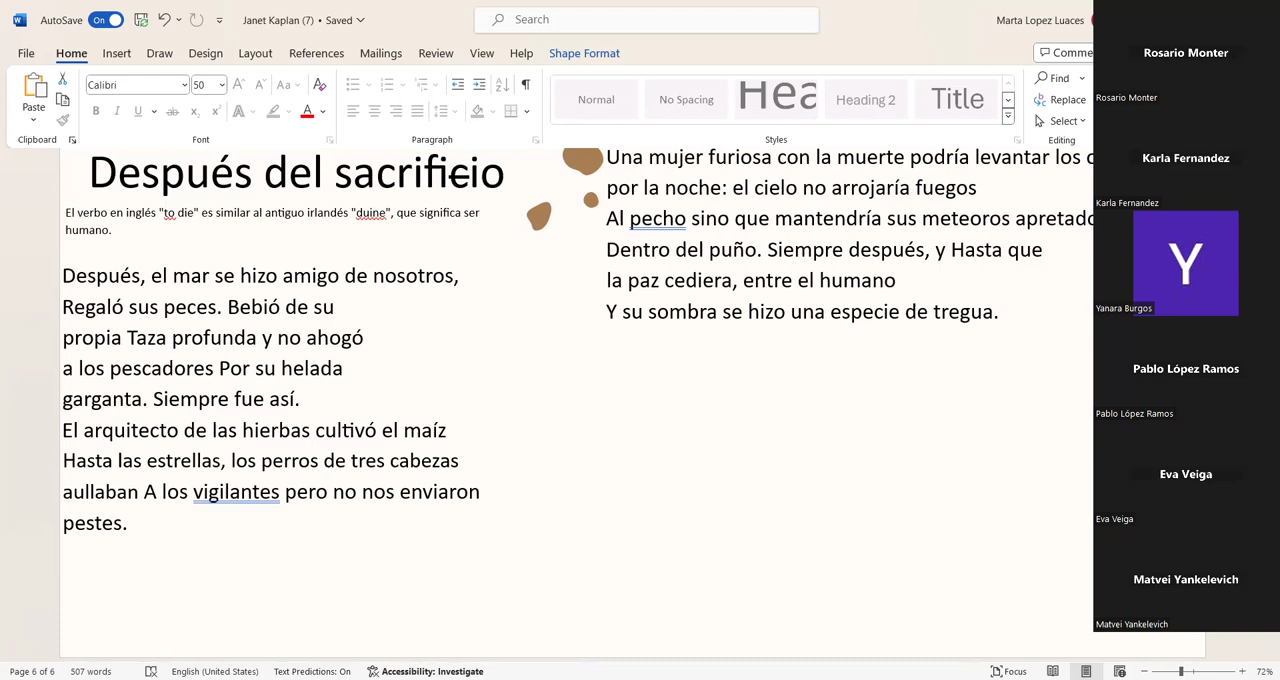 AutoSave On Janet Kaplan (7) • Saved Search Marta Lopez Luaces
File Home Insert Draw Design Layout References Mailings Review View Help Shape Format Comme
Paste Calibri 50 Normal No Spacing Hea Heading 2 Title Find
Replace
Select
Clipboard Font Paragraph Styles Editing
Después del sacrificio
El verbo en inglés "to die" es similar al antiguo irlandés "duine", que significa ser
humano.
Después, el mar se hizo amigo de nosotros,
Regaló sus peces. Bebió de su
propia Taza profunda y no ahogó
a los pescadores Por su helada
garganta. Siempre fue así.
El arquitecto de las hierbas cultivó el maíz
Hasta las estrellas, los perros de tres cabezas
aullaban A los vigilantes pero no nos enviaron
pestes.
Una mujer furiosa con la muerte podría levantar los
por la noche: el cielo no arrojaría fuegos
Al pecho sino que mantendría sus meteoros apretado
Dentro del puño. Siempre después, y Hasta que
la paz cediera, entre el humano
Y su sombra se hizo una especie de tregua.
Rosario Monter
Rosario Monter
Karla Fernandez
Karla Fernandez
Y
Yanara Burgos
Pablo López Ramos
Pablo López Ramos
Eva Veiga
Eva Veiga
Matvei Yankelevich
Matvei Yankelevich
Page 6 of 6 507 words English (United States) Text Predictions: On Accessibility: Investigate Focus 72%